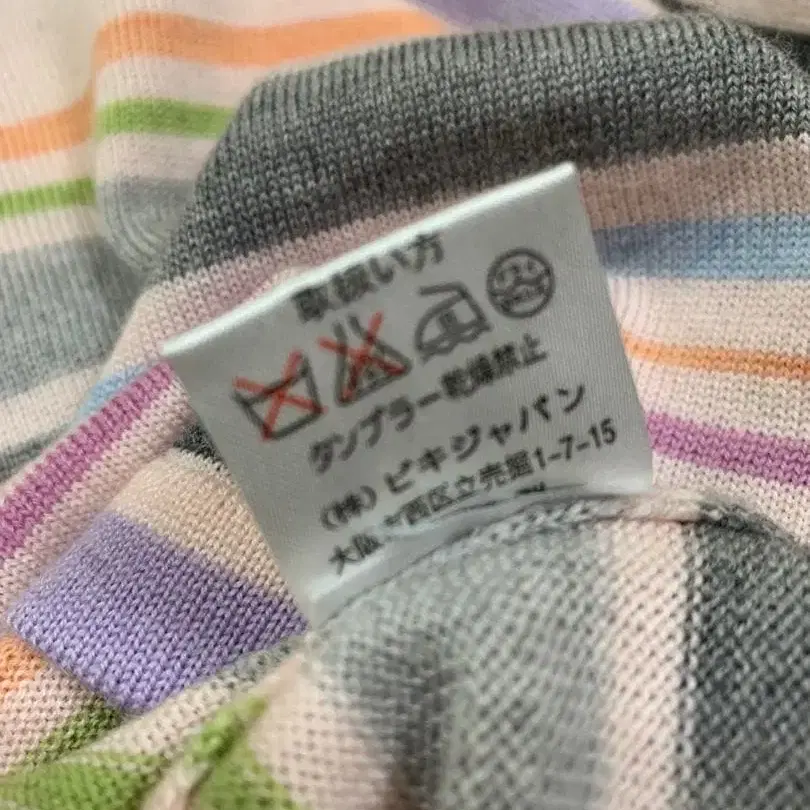 取扱い方
タンブラー乾燥禁止
(株) ピキジャパン
大阪市西区立売堀1-7-15